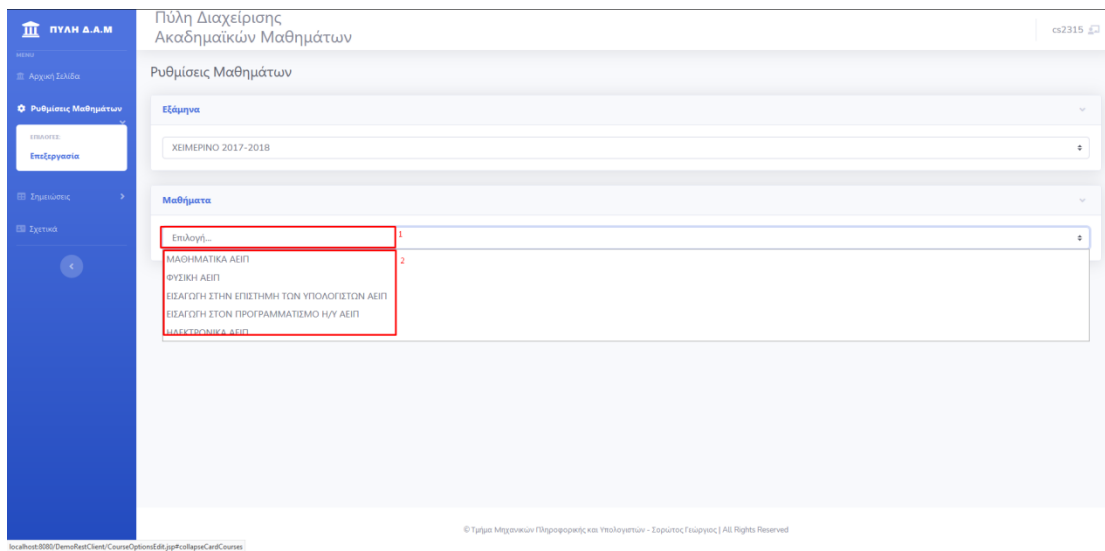 ΠΥΛΗ Δ.Α.Μ
Πύλη Διαχείρισης
Ακαδημαϊκών Μαθημάτων
cs2315
MENU
Αρχική Σελίδα
Ρυθμίσεις Μαθημάτων
ΕΠΙΛΟΓΕΣ:
Επεξεργασία
Σημειώσεις
Σχετικά
Ρυθμίσεις Μαθημάτων
Εξάμηνα
ΧΕΙΜΕΡΙΝΟ 2017-2018
Μαθήματα
Επιλογή...
1
ΜΑΘΗΜΑΤΙΚΑ ΑΕΙΠ
2
ΦΥΣΙΚΗ ΑΕΙΠ
ΕΙΣΑΓΩΓΗ ΣΤΗΝ ΕΠΙΣΤΗΜΗ ΤΩΝ ΥΠΟΛΟΓΙΣΤΩΝ ΑΕΙΠ
ΕΙΣΑΓΩΓΗ ΣΤΟΝ ΠΡΟΓΡΑΜΜΑΤΙΣΜΟ Η/Υ ΑΕΙΠ
ΗΛΕΚΤΡΟΝΙΚΑ ΑΕΙΠ
© Τμήμα Μηχανικών Πληροφορικής και Υπολογιστών - Σορώτος Γεώργιος | All Rights Reserved
localhost:8080/DemoRestClient/CourseOptionsEdit.jsp#collapseCardCourses